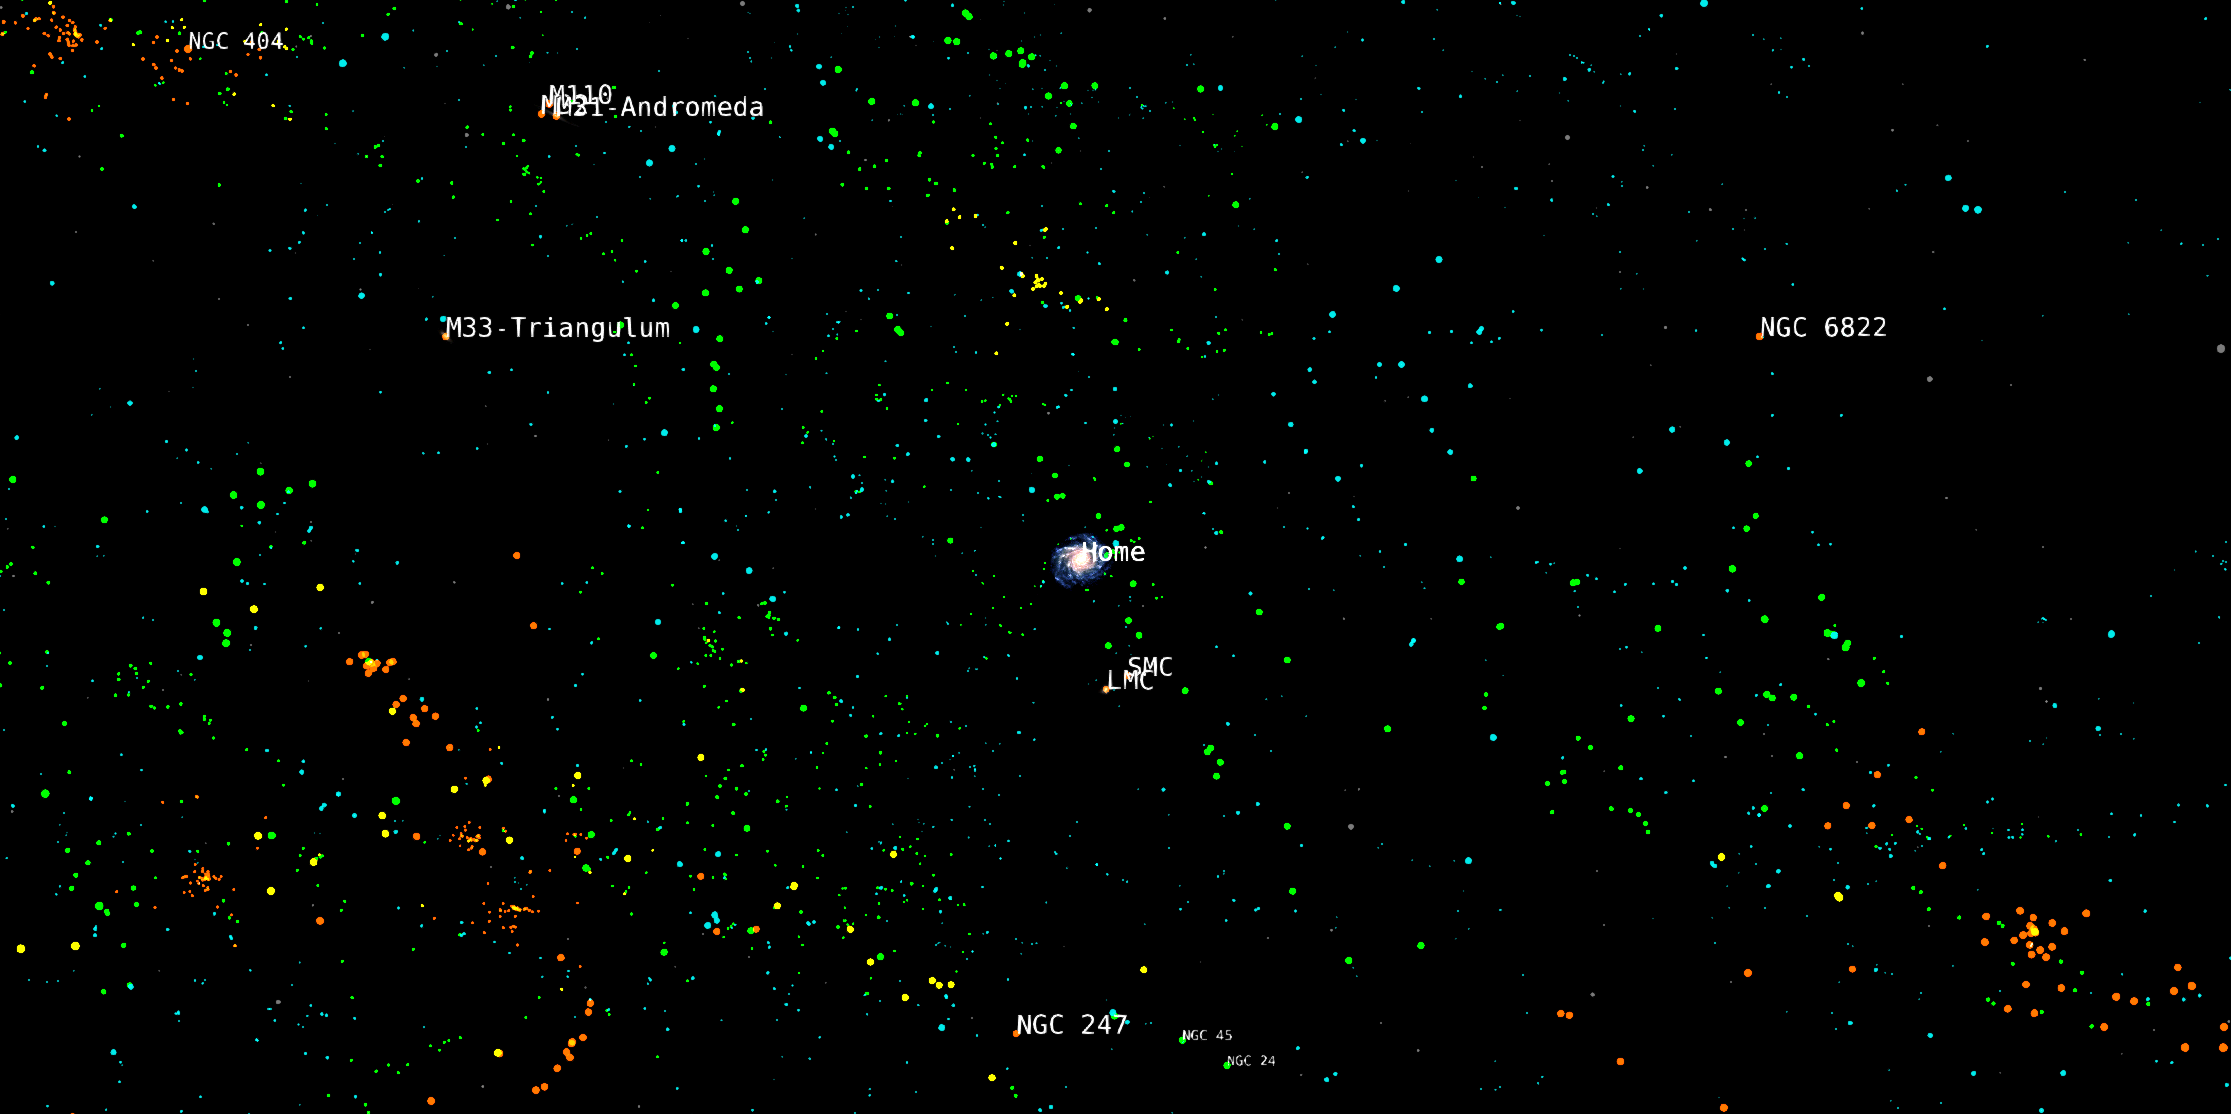 NGC 404
M110
M31-Andromeda
M33-Triangulum
NGC 6822
Home
SMC
LMC
NGC 247
NGC 45
NGC 24